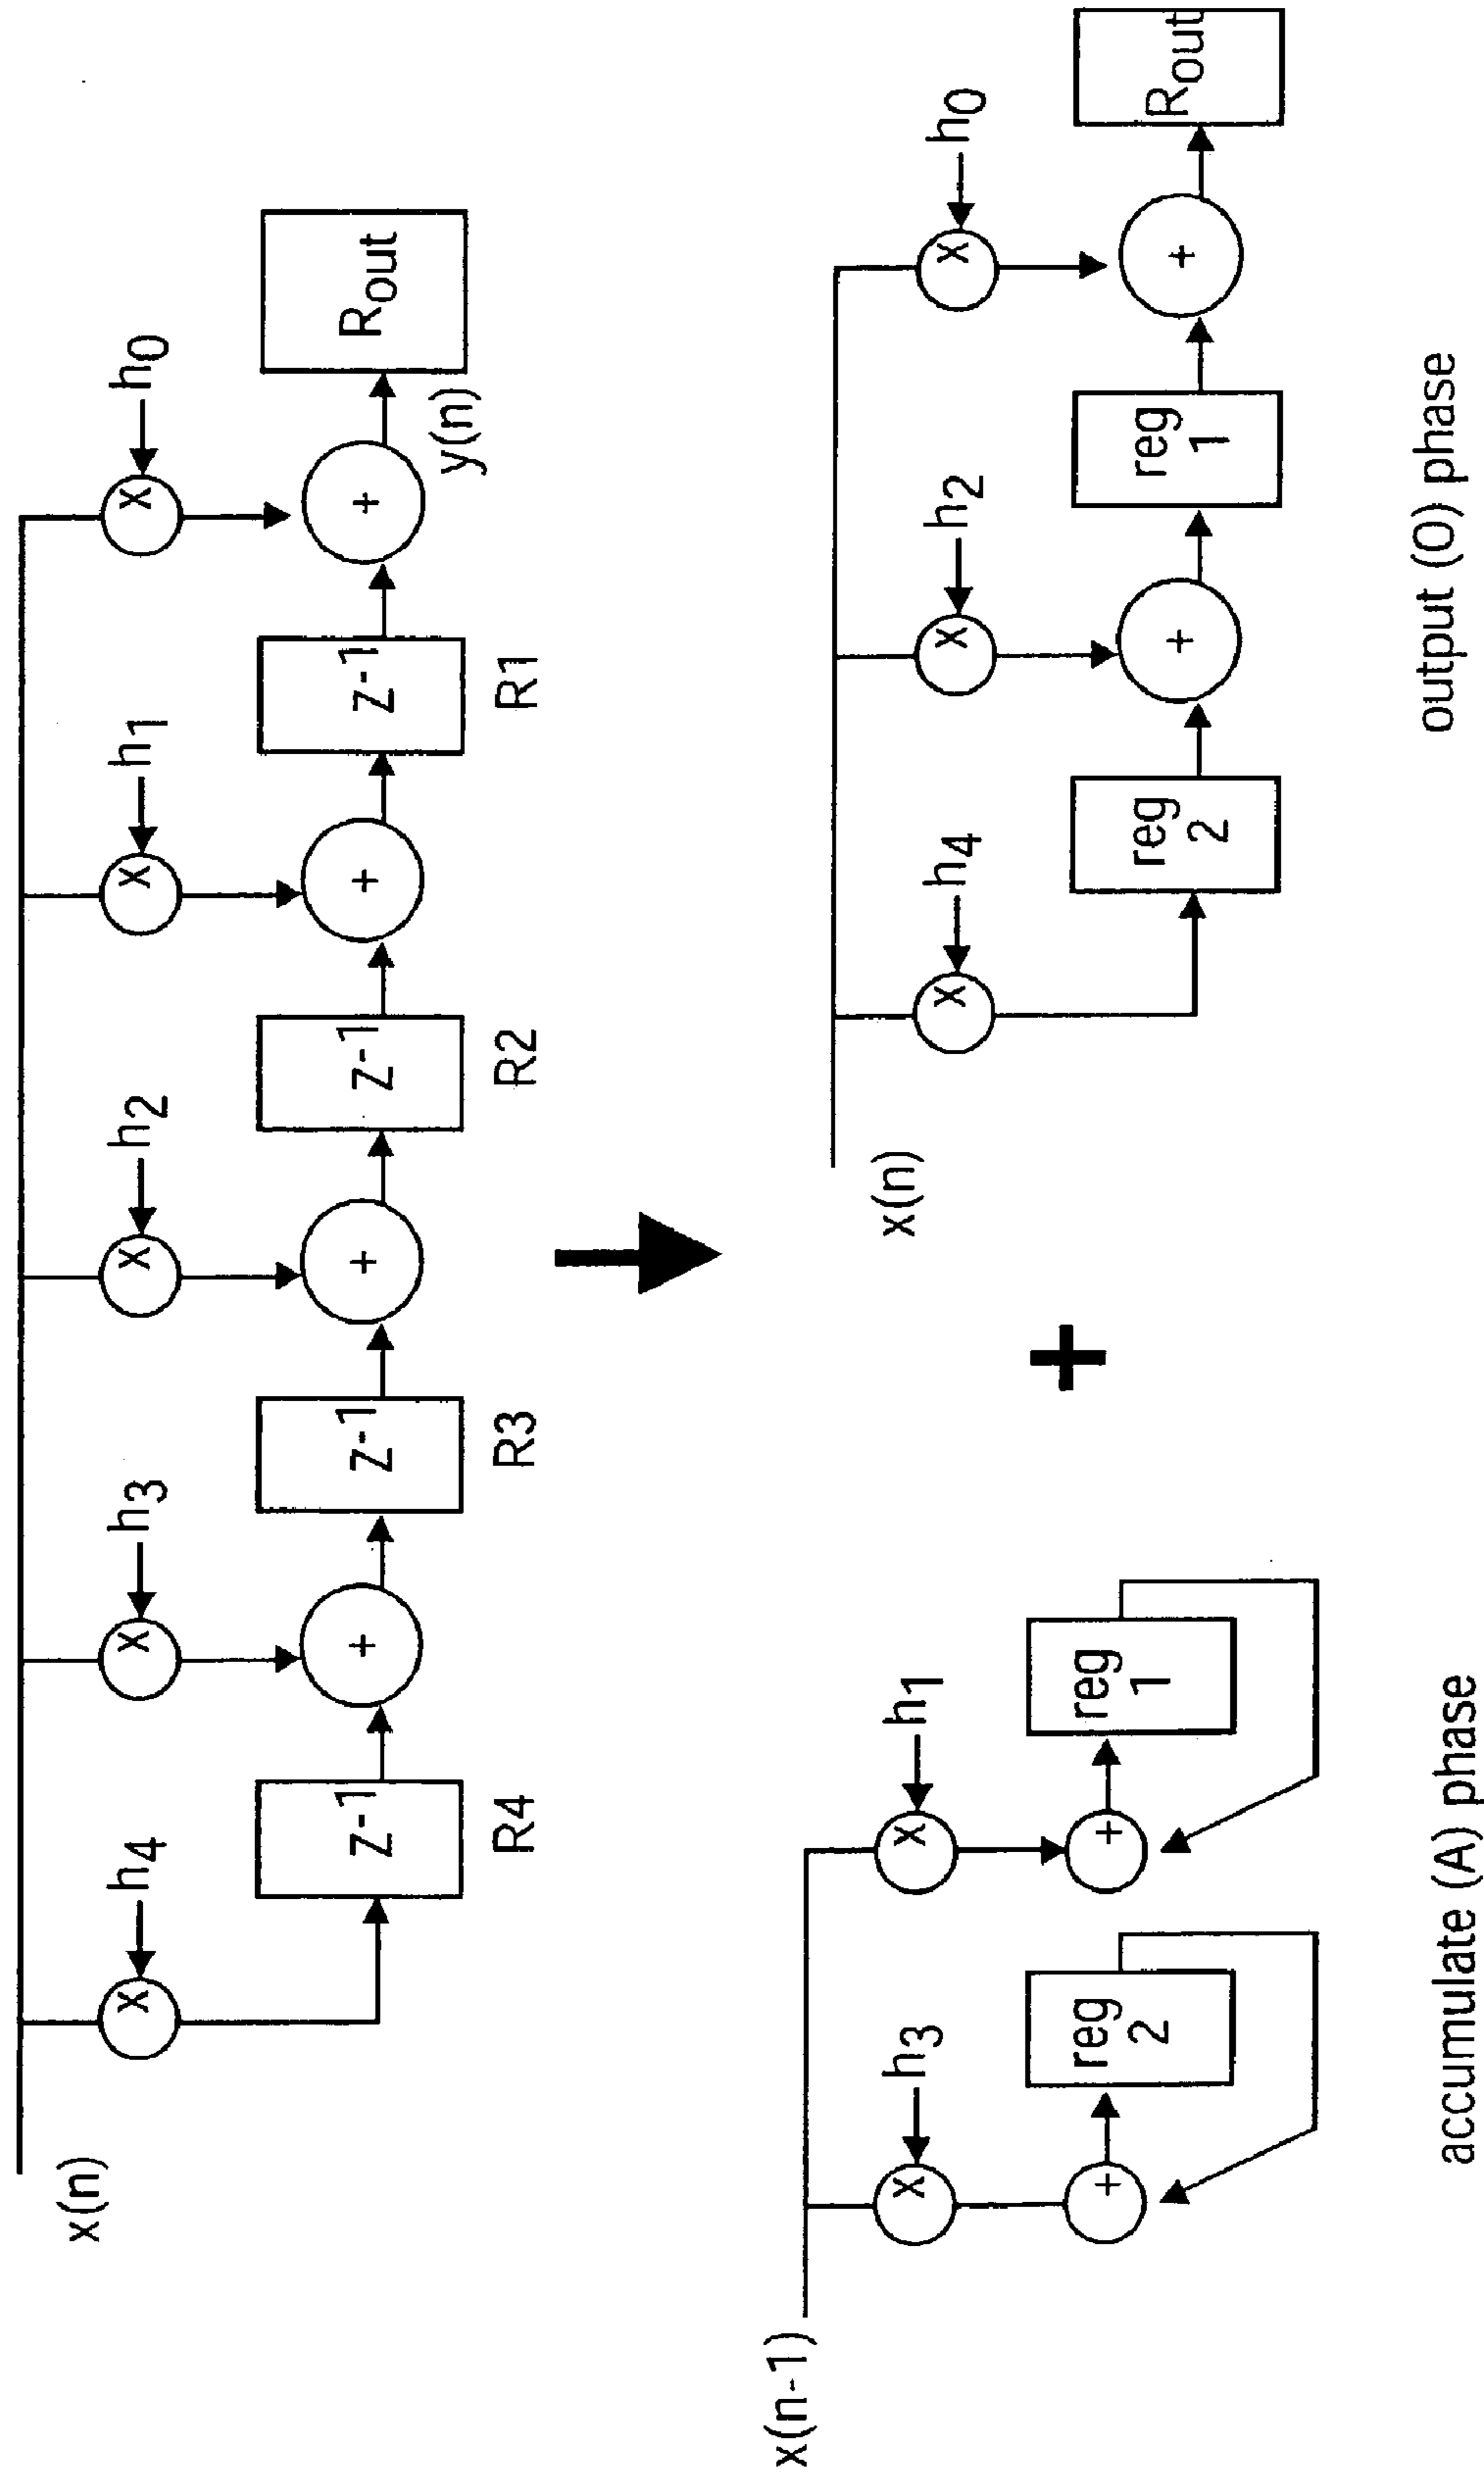 x(n)
h4 h3 h2 h1 h0
X X X X X
+ + + +
z-1 z-1 z-1 z-1 Rout
R4 R3 R2 R1 y(n)
+
x(n-1)
h3 h1
X X
+ +
reg 2
reg 1
accumulate (A) phase
x(n)
h4 h2 h0
X X X
+ +
reg 2
reg 1
Rout
output (O) phase